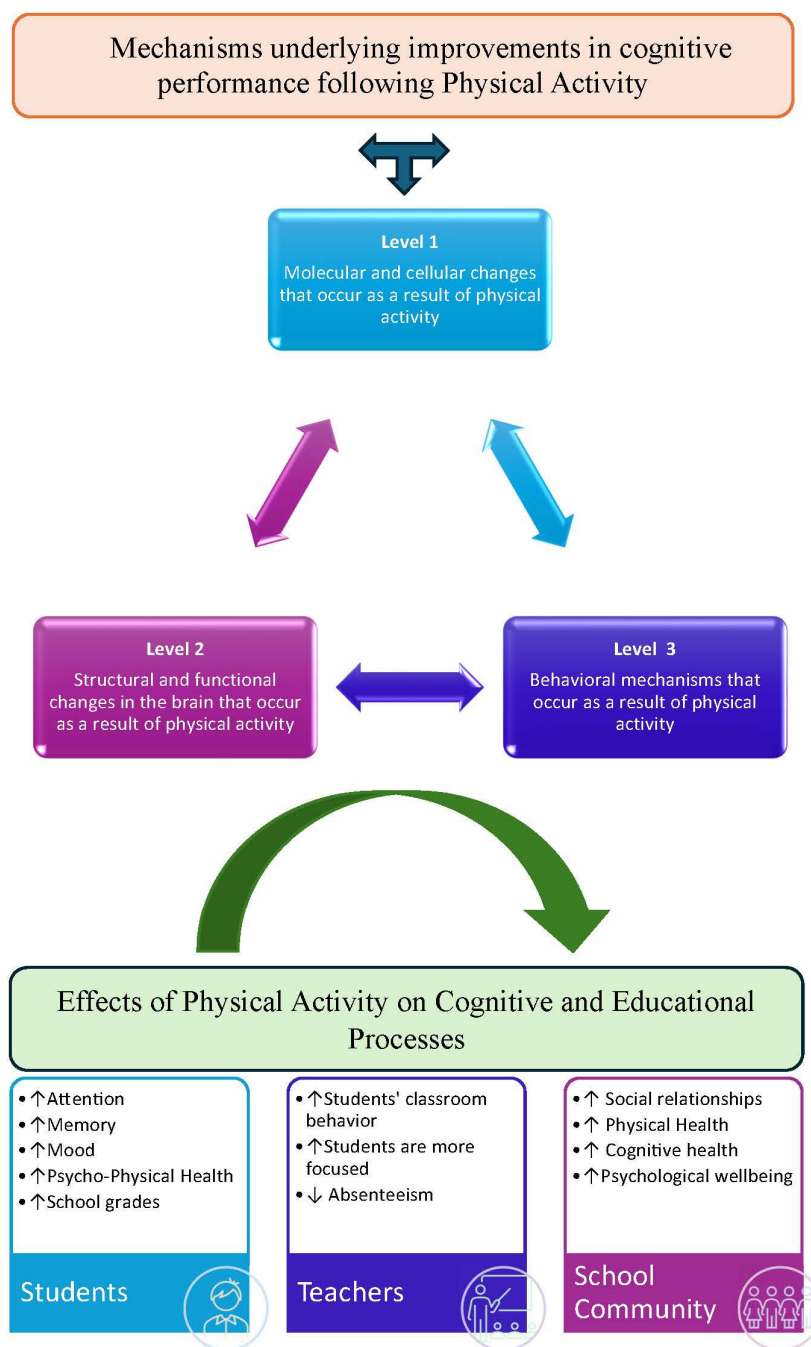 Mechanisms underlying improvements in cognitive
performance following Physical Activity
Level 1
Molecular and cellular changes
that occur as a result of physical
activity
Level 2
Structural and functional
changes in the brain that occur
as a result of physical activity
Level 3
Behavioral mechanisms that
occur as a result of physical
activity
Effects of Physical Activity on Cognitive and Educational
Processes
• ↑Attention
• ↑Memory
• ↑Mood
• ↑Psycho-Physical Health
• ↑School grades
Students
• ↑Students' classroom
behavior
• ↑Students are more
focused
• ↓ Absenteeism
Teachers
• ↑ Social relationships
• ↑ Physical Health
• ↑ Cognitive health
• ↑Psychological wellbeing
School
Community